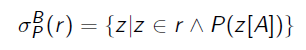 σ_P^B(r) = {z|z ∈ r ∧ P(z[A])}